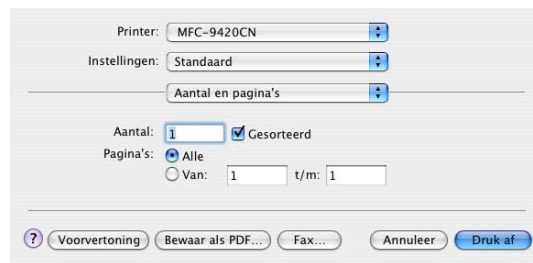 Printer: MFC-9420CN
Instellingen: Standaard
Aantal en pagina's
Aantal: 1 Gesorteerd
Pagina's: Alle
Van: 1 t/m: 1
? Voorvertoning Bewaar als PDF... Fax... Annuleer Druk af